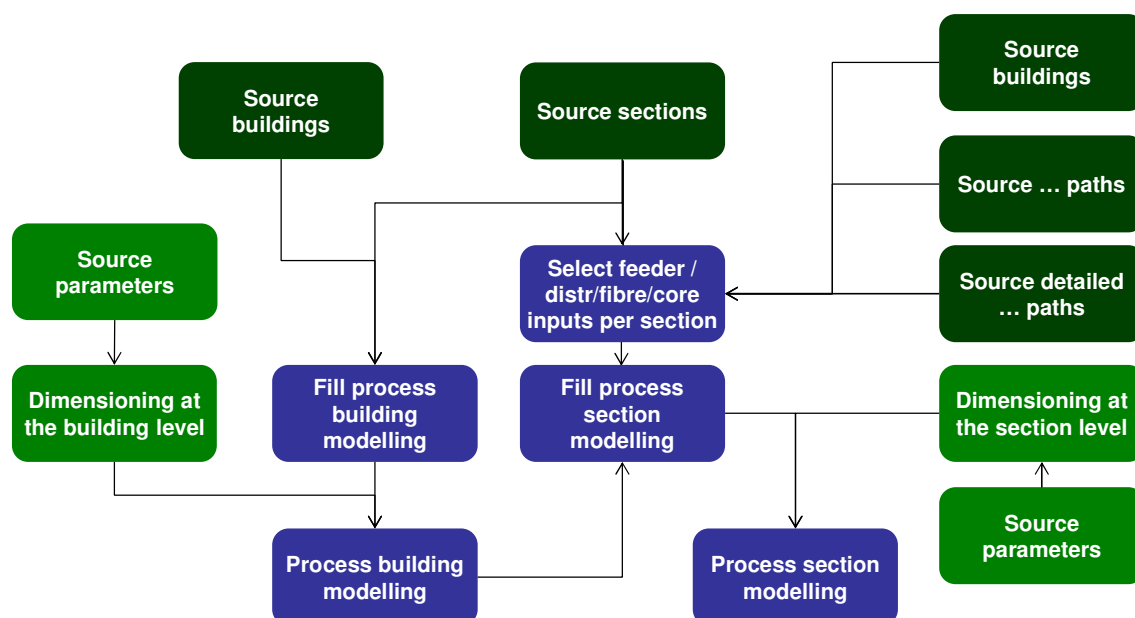 Source
buildings
Source sections
Source
buildings
Source … paths
Source
parameters
Select feeder /
distr/fibre/core
inputs per section
Source detailed
… paths
Dimensioning at
the building level
Fill process
building
modelling
Fill process
section
modelling
Dimensioning at
the section level
Process building
modelling
Process section
modelling
Source
parameters